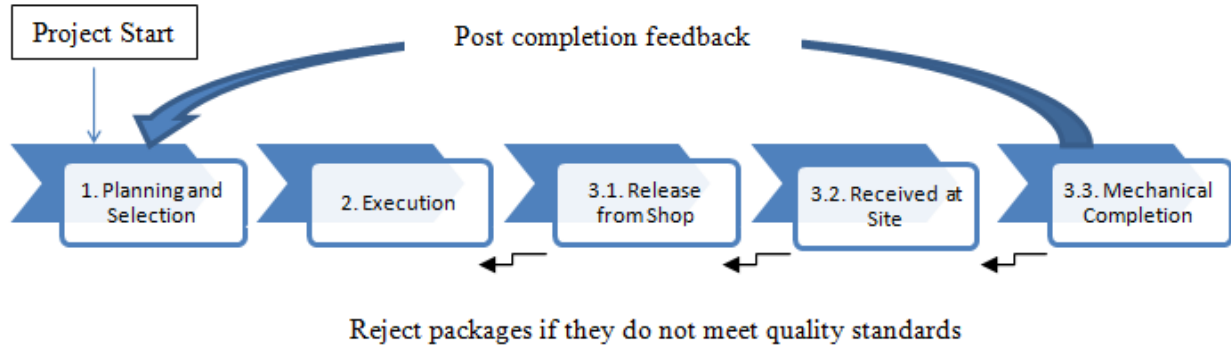 Project Start
Post completion feedback
1. Planning and
Selection
2. Execution
3.1. Release
from Shop
3.2. Received at
Site
3.3. Mechanical
Completion
Reject packages if they do not meet quality standards